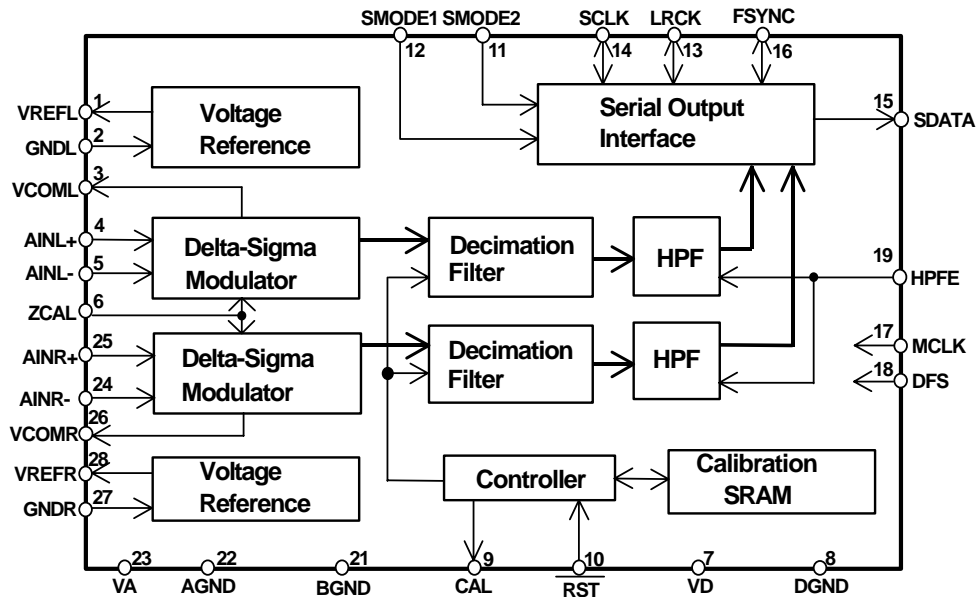 SMODE1 SMODE2 SCLK LRCK FSYNC
12 11 14 13 16
VREFL 1
GNDL 2
Voltage
Reference
Serial Output
Interface
15 SDATA
VCOML 3
AINL+ 4
AINL- 5
Delta-Sigma
Modulator
Decimation
Filter
HPF
19 HPFE
ZCAL 6
AINR+ 25
AINR- 24
Delta-Sigma
Modulator
Decimation
Filter
HPF
17 MCLK
18 DFS
VCOMR 26
VREFR 28
GNDR 27
Voltage
Reference
Controller
Calibration
SRAM
23 22 21 9 10 7 8
VA AGND BGND CAL RST VD DGND